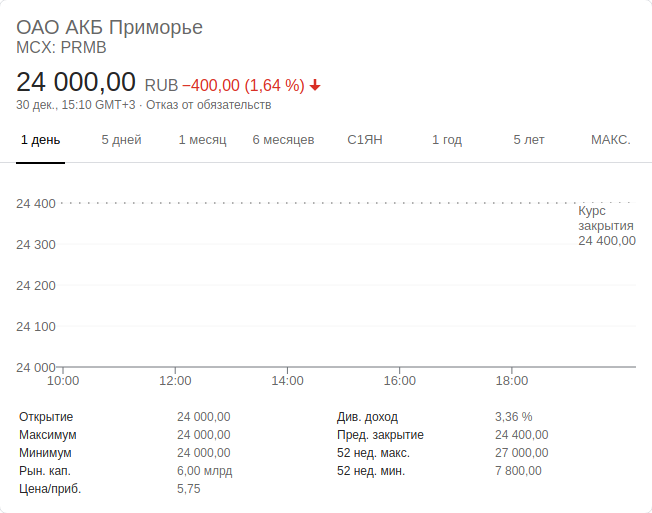 ОАО АКБ Приморье
MCX: PRMB
24 000,00 RUB −400,00 (1,64 %)
30 дек., 15:10 GMT+3 · Отказ от обязательств
1 день 5 дней 1 месяц 6 месяцев С1ЯН 1 год 5 лет МАКС.
24 400
Курс
закрытия
24 400,00
24 300
24 200
24 100
24 000
10:00 12:00 14:00 16:00 18:00
Открытие 24 000,00 Див. доход 3,36 %
Максимум 24 000,00 Пред. закрытие 24 400,00
Минимум 24 000,00 52 нед. макс. 27 000,00
Рын. кап. 6,00 млрд 52 нед. мин. 7 800,00
Цена/приб. 5,75